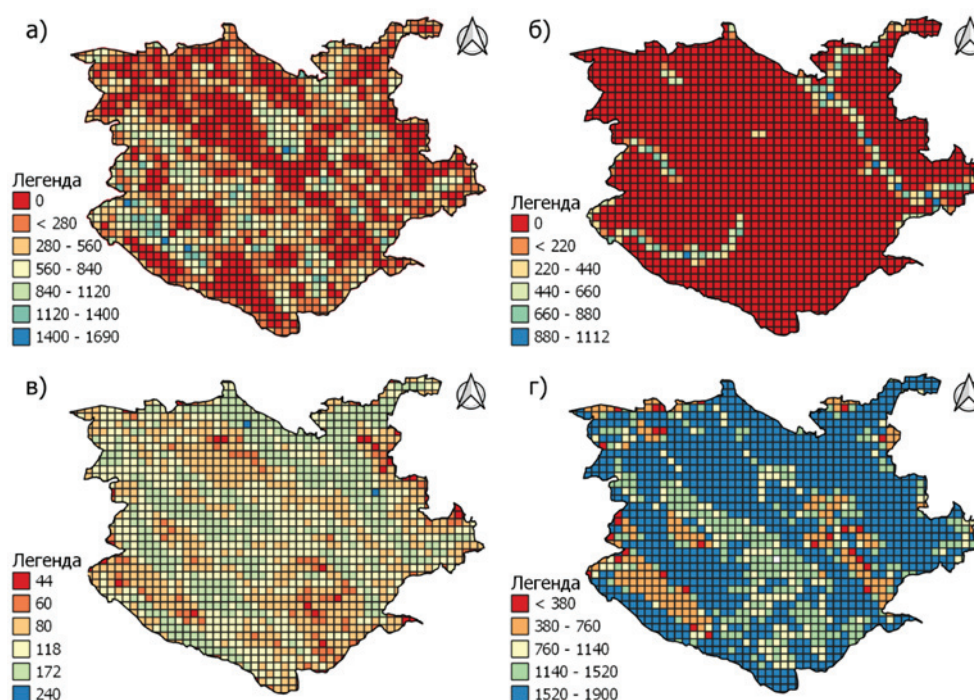 а)
Легенда
0
< 280
280 - 560
560 - 840
840 - 1120
1120 - 1400
1400 - 1690
б)
Легенда
0
< 220
220 - 440
440 - 660
660 - 880
880 - 1112
в)
Легенда
44
60
80
118
172
240
г)
Легенда
< 380
380 - 760
760 - 1140
1140 - 1520
1520 - 1900